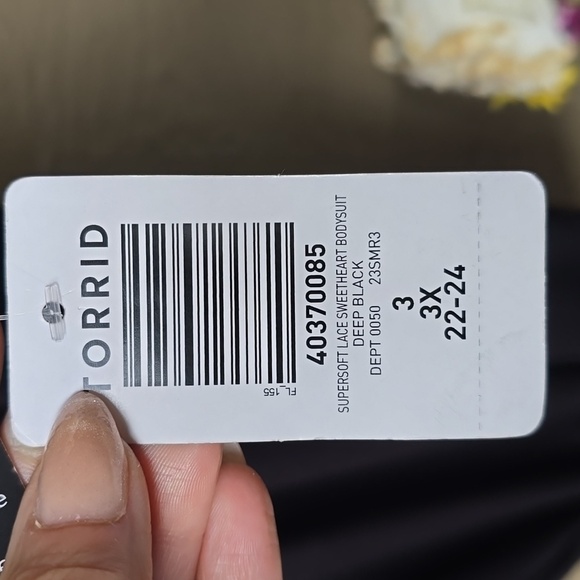 TORRID
FL_155
40370085
SUPERSOFT LACE SWEETHEART BODYSUIT
DEEP BLACK
DEPT 0050 23SMR3
3
3X
22-24
e